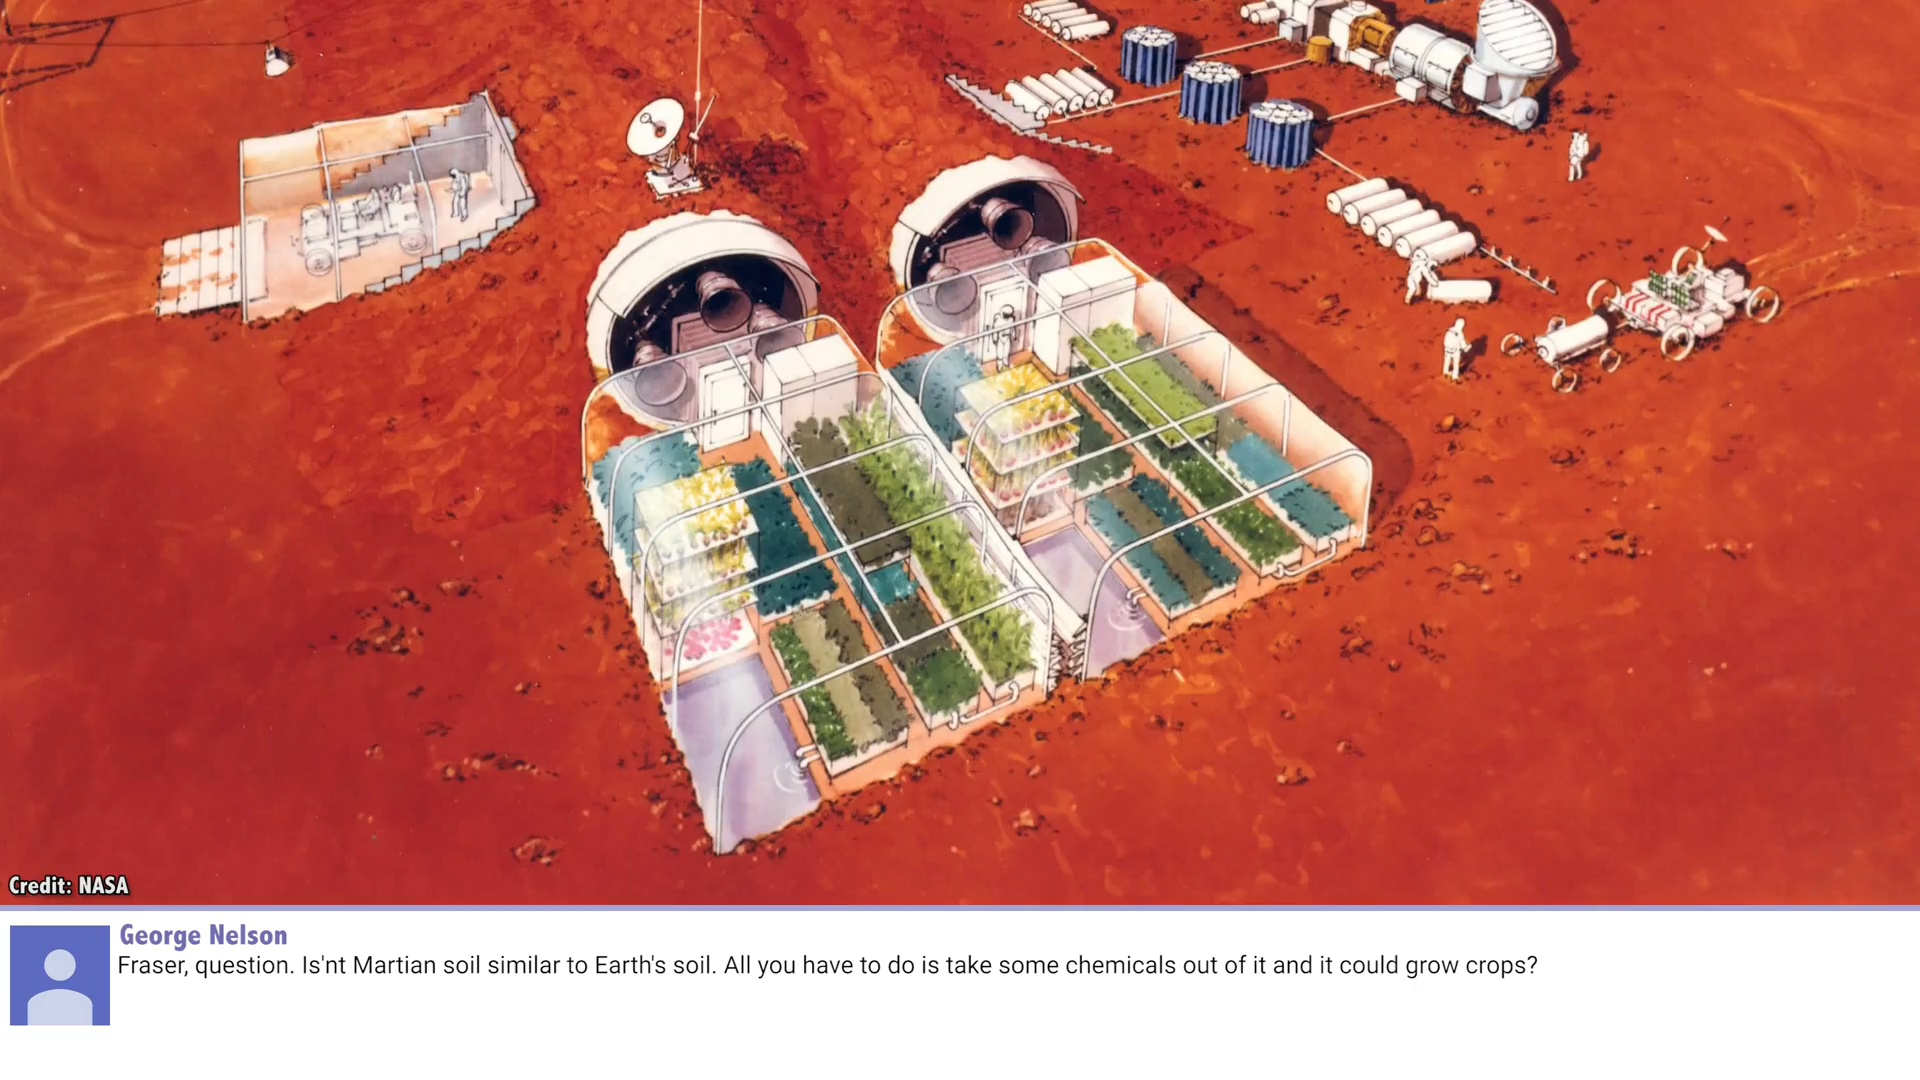 Credit: NASA
George Nelson
Fraser, question. Is'nt Martian soil similar to Earth's soil. All you have to do is take some chemicals out of it and it could grow crops?